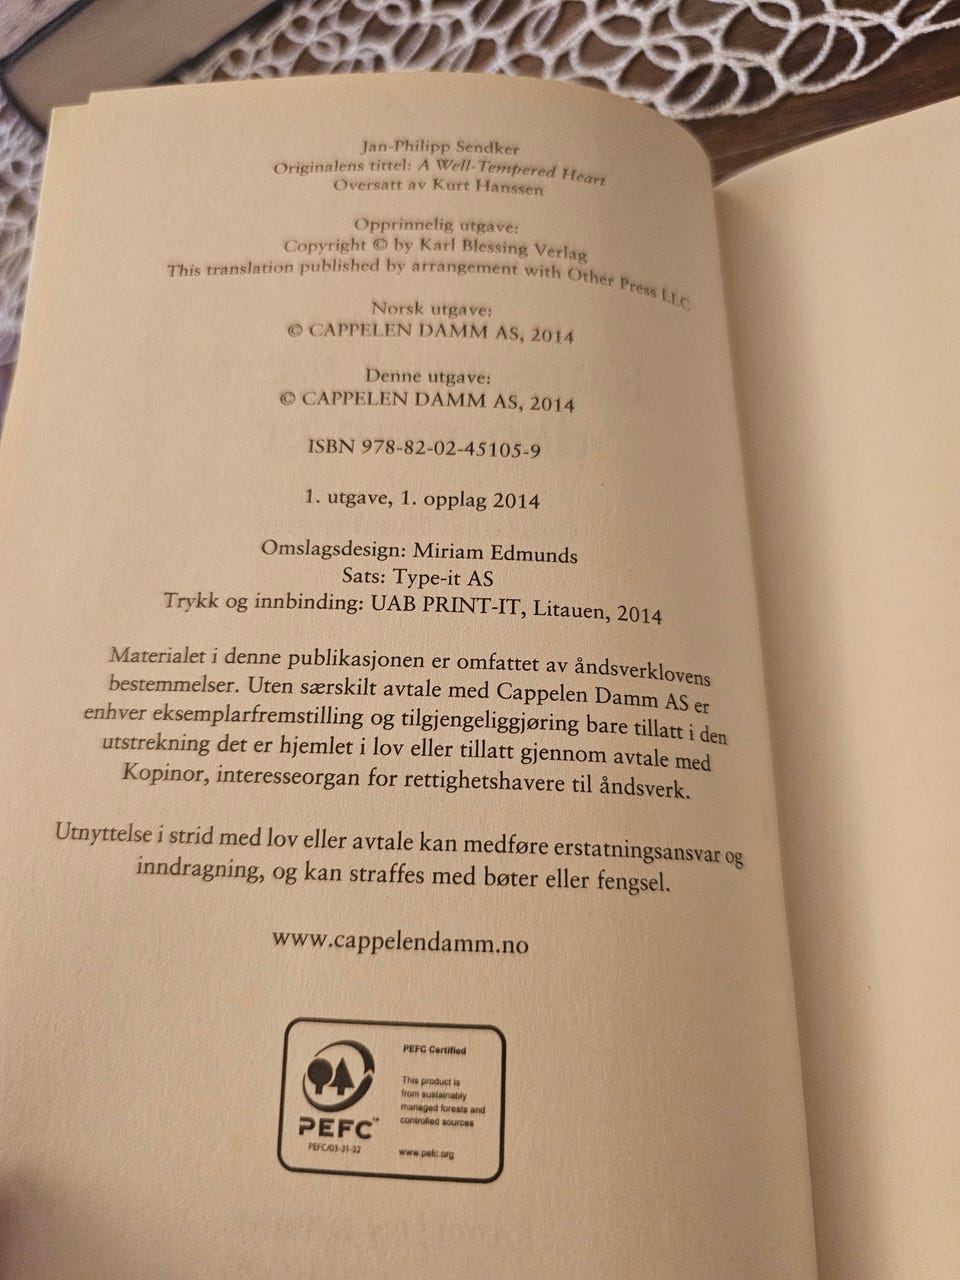 Jan-Philipp Sendker
Originalens tittel: A Well-Tempered Heart
Oversatt av Kurt Hanssen
Opprinnelig utgave:
Copyright © by Karl Blessing Verlag
This translation published by arrangement with Other Press LLC
Norsk utgave:
© CAPPELEN DAMM AS, 2014
Denne utgave:
© CAPPELEN DAMM AS, 2014
ISBN 978-82-02-45105-9
1. utgave, 1. opplag 2014
Omslagsdesign: Miriam Edmunds
Sats: Type-it AS
Trykk og innbinding: UAB PRINT-IT, Litauen, 2014
Materialet i denne publikasjonen er omfattet av åndsverklovens
bestemmelser. Uten særskilt avtale med Cappelen Damm AS er
enhver eksemplarfremstilling og tilgjengeliggjøring bare tillatt i den
utstrekning det er hjemlet i lov eller tillatt gjennom avtale med
Kopinor, interesseorgan for rettighetshavere til åndsverk.
Utnyttelse i strid med lov eller avtale kan medføre erstatningsansvar og
inndragning, og kan straffes med bøter eller fengsel.
www.cappelendamm.no
PEFC™
PEFC/03-31-32
PEFC Certified
This product is
from sustainably
managed forests and
controlled sources
www.pefc.org